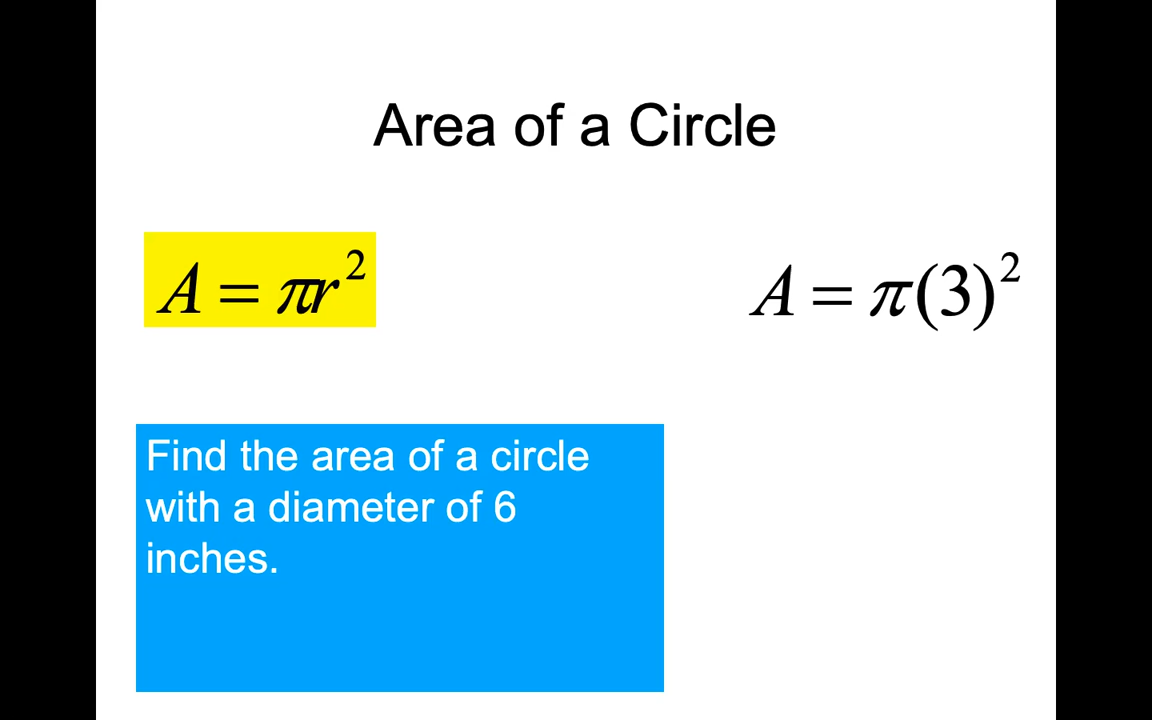 Area of a Circle
A = πr²
A = π(3)²
Find the area of a circle
with a diameter of 6
inches.